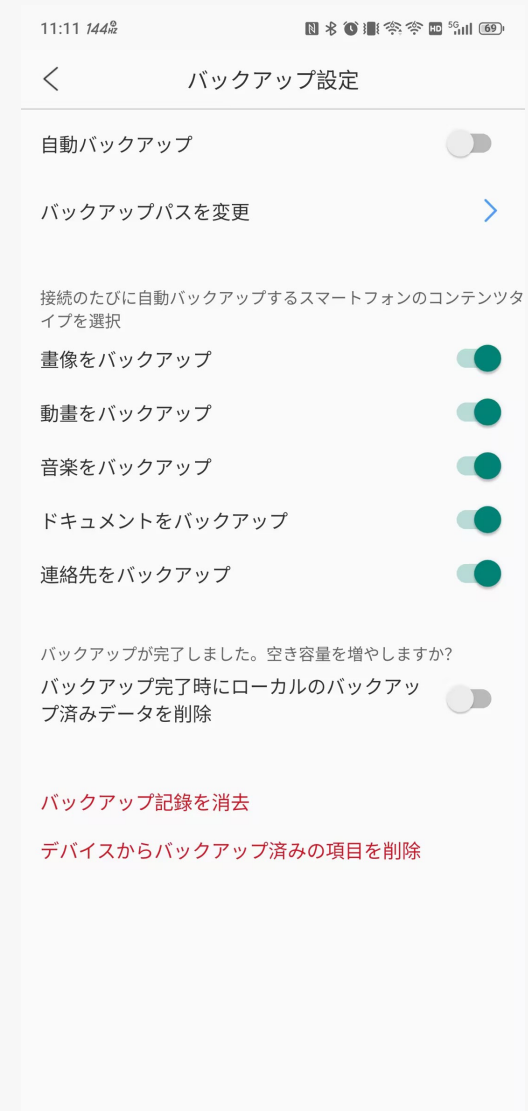 11:11 144Hz HD 5G 69
バックアップ設定
自動バックアップ
バックアップパスを変更
接続のたびに自動バックアップするスマートフォンのコンテンツタ
イプを選択
畫像をバックアップ
動畫をバックアップ
音楽をバックアップ
ドキュメントをバックアップ
連絡先をバックアップ
バックアップが完了しました。空き容量を増やしますか?
バックアップ完了時にローカルのバックアッ
プ済みデータを削除
バックアップ記錄を消去
デバイスからバックアップ済みの項目を削除